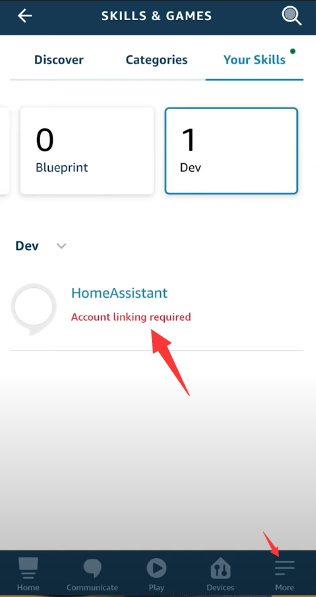 SKILLS & GAMES
Discover
Categories
Your Skills
0
Blueprint
1
Dev
Dev
HomeAssistant
Account linking required
Home
Communicate
Play
Devices
More